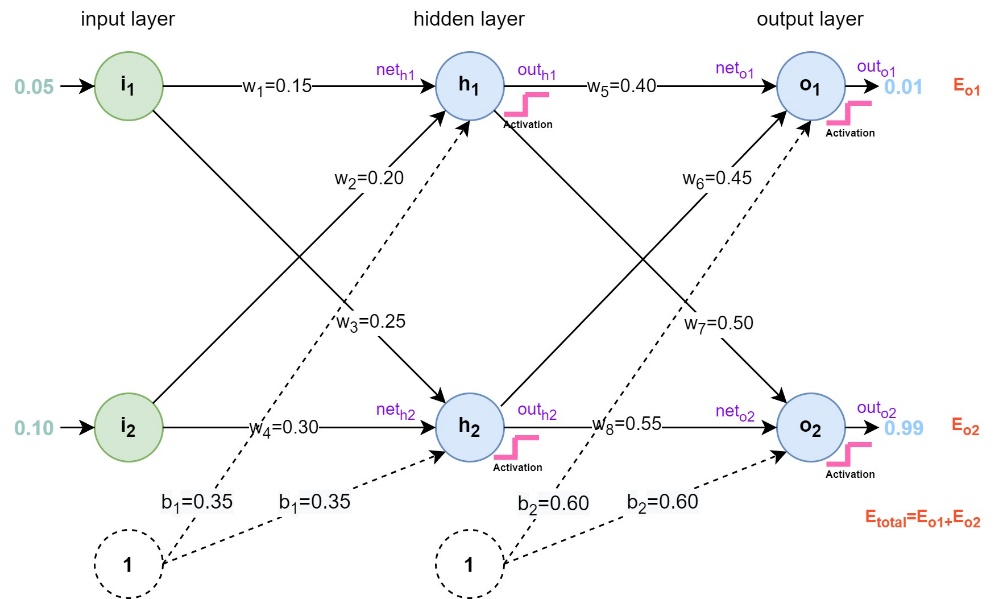 input layer
hidden layer
output layer
0.05
i₁
w₁=0.15
netₕ₁
h₁
outₕ₁
Activation
w₅=0.40
netₒ₁
o₁
outₒ₁
Activation
0.01
Eₒ₁
w₂=0.20
w₆=0.45
w₃=0.25
w₇=0.50
0.10
i₂
w₄=0.30
netₕ₂
h₂
outₕ₂
Activation
w₈=0.55
netₒ₂
o₂
outₒ₂
Activation
0.99
Eₒ₂
b₁=0.35
b₁=0.35
b₂=0.60
b₂=0.60
Eₜₒₜₐₗ=Eₒ₁₊Eₒ₂
1
1